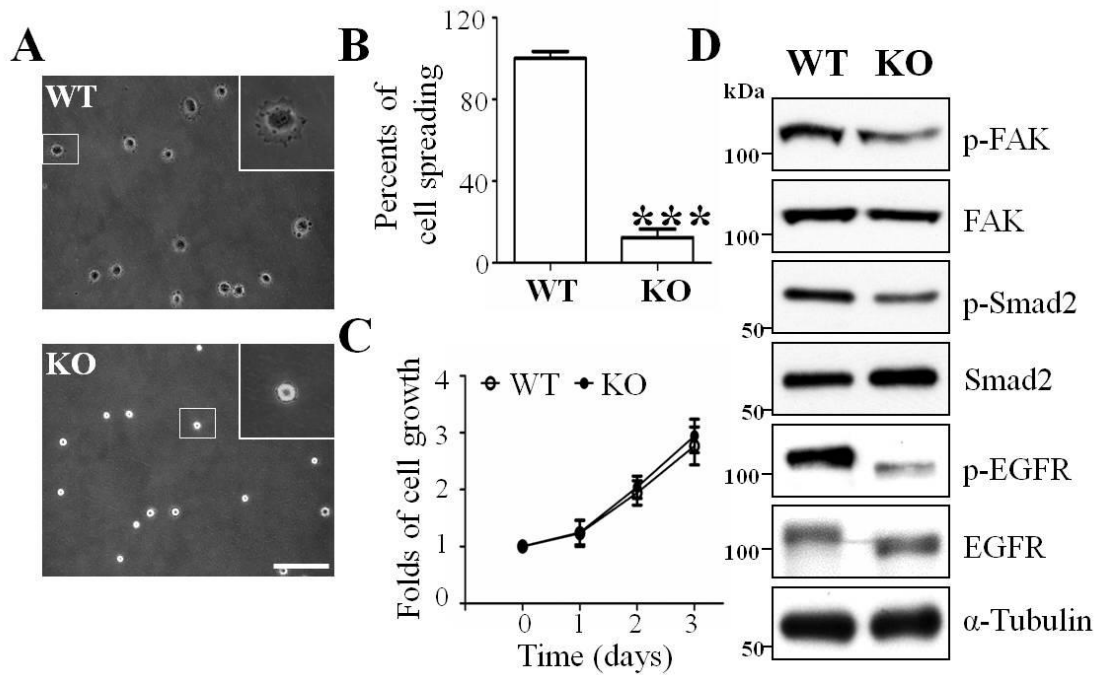 A
WT
KO
B
Percents of
cell spreading
120
80
40
0
***
WT
KO
C
Folds of cell growth
4
3
2
1
0
WT
KO
0 1 2 3
Time (days)
D
WT KO
kDa
100
p-FAK
100
FAK
50
p-Smad2
50
Smad2
100
p-EGFR
100
EGFR
50
α-Tubulin